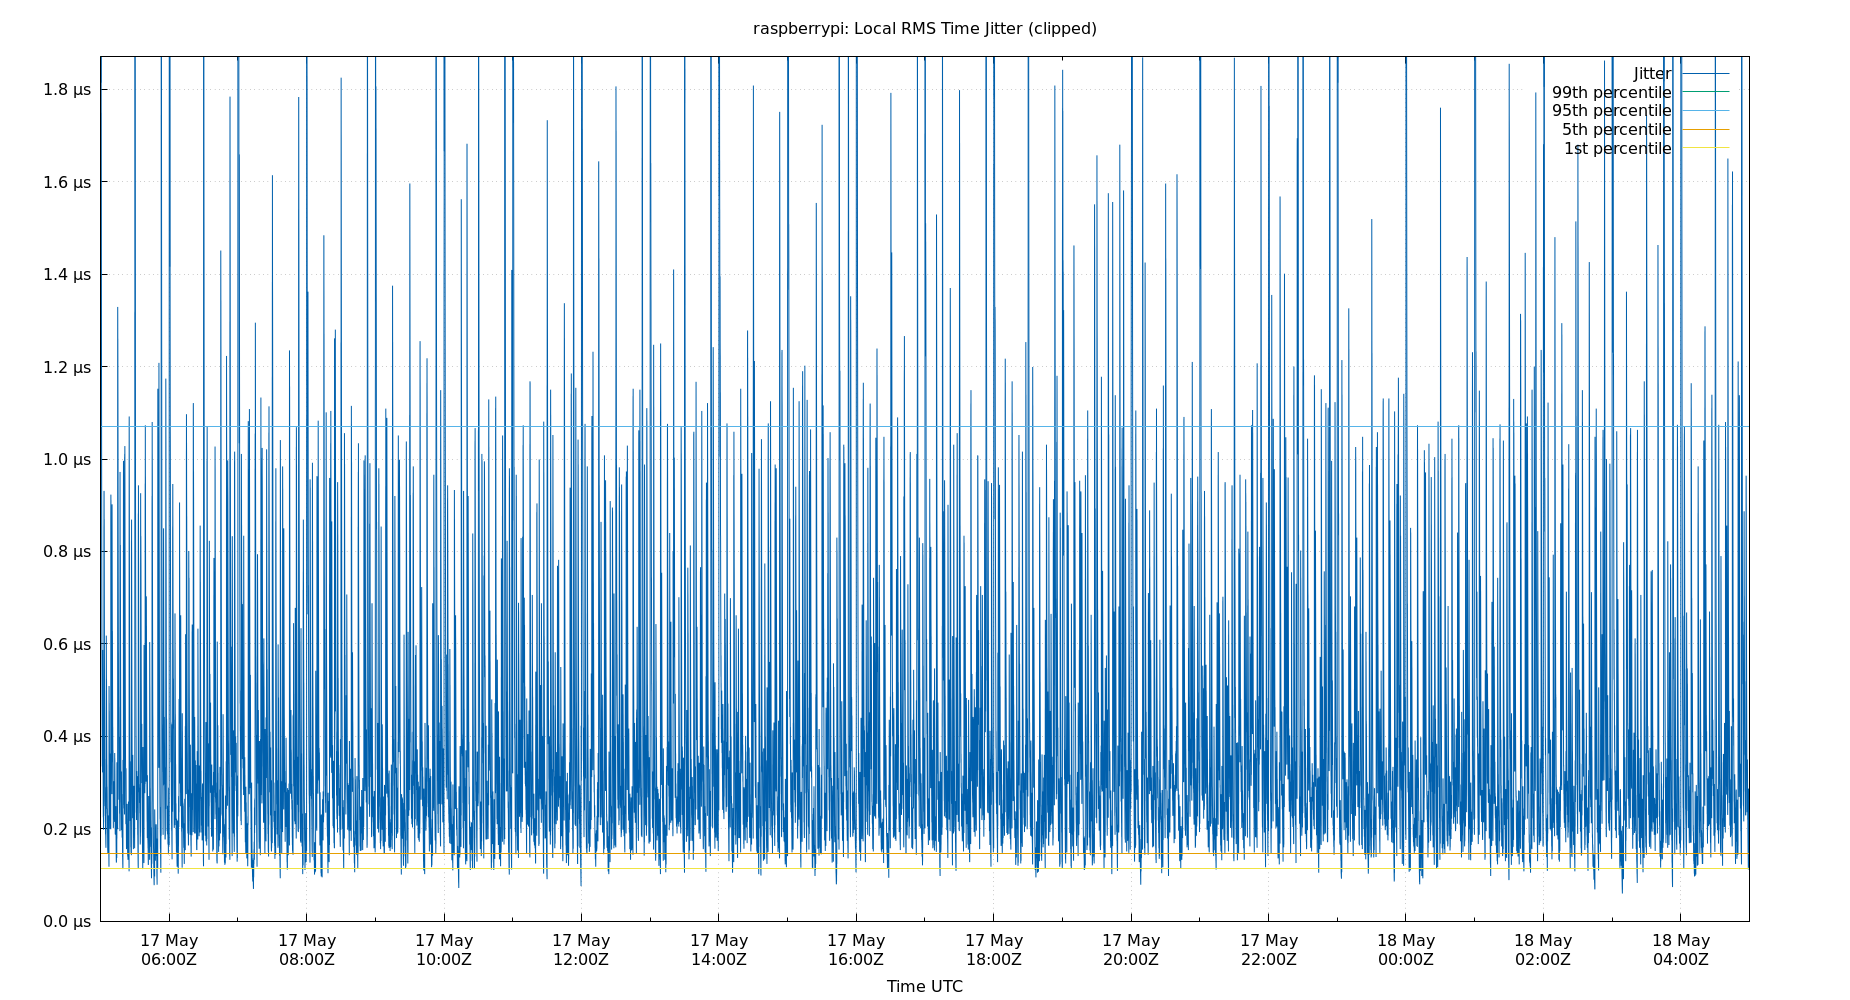 raspberrypi: Local RMS Time Jitter (clipped)
Jitter
99th percentile
95th percentile
5th percentile
1st percentile
1.8 µs
1.6 µs
1.4 µs
1.2 µs
1.0 µs
0.8 µs
0.6 µs
0.4 µs
0.2 µs
0.0 µs
17 May 17 May 17 May 17 May 17 May 17 May 17 May 17 May 17 May 18 May 18 May 18 May
06:00Z 08:00Z 10:00Z 12:00Z 14:00Z 16:00Z 18:00Z 20:00Z 22:00Z 00:00Z 02:00Z 04:00Z
Time UTC